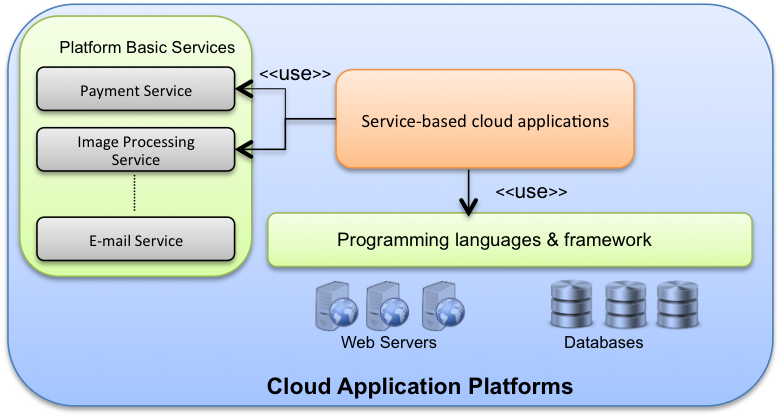 Platform Basic Services
<<use>>
Payment Service
Service-based cloud applications
Image Processing
Service
<<use>>
E-mail Service
Programming languages & framework
Web Servers
Databases
Cloud Application Platforms